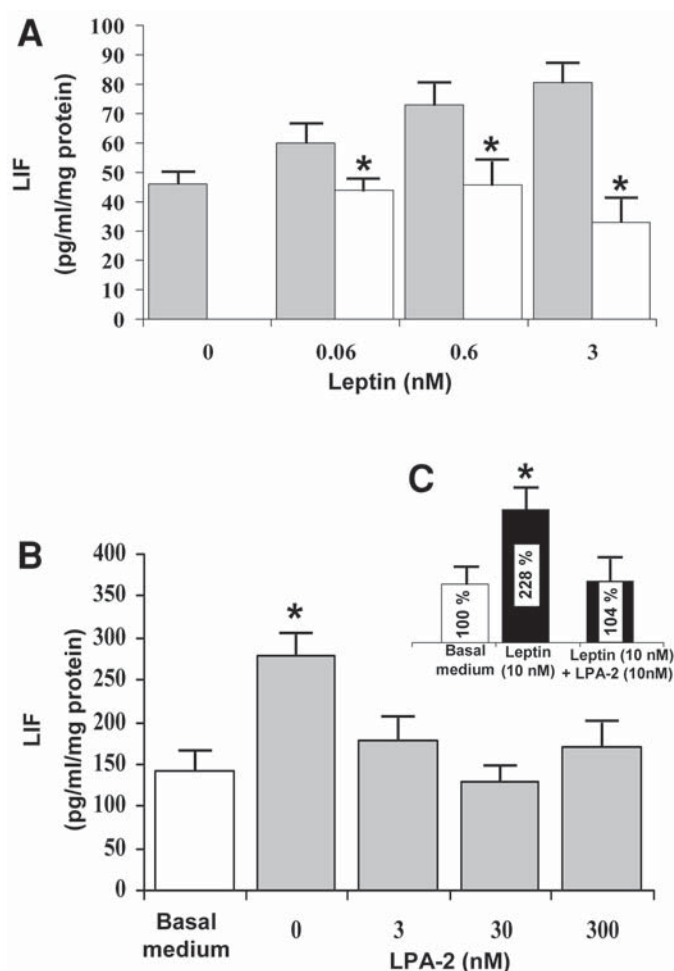 A
LIF
(pg/ml/mg protein)
100
90
80
70
60
50
40
30
20
10
0
*
*
*
0
0.06
0.6
3
Leptin (nM)
C
*
100 %
228 %
104 %
Basal
medium
Leptin
(10 nM)
Leptin (10 nM)
+ LPA-2 (10nM)
B
LIF
(pg/ml/mg protein)
400
350
300
250
200
150
100
50
0
*
Basal
medium
0
3
30
300
LPA-2 (nM)